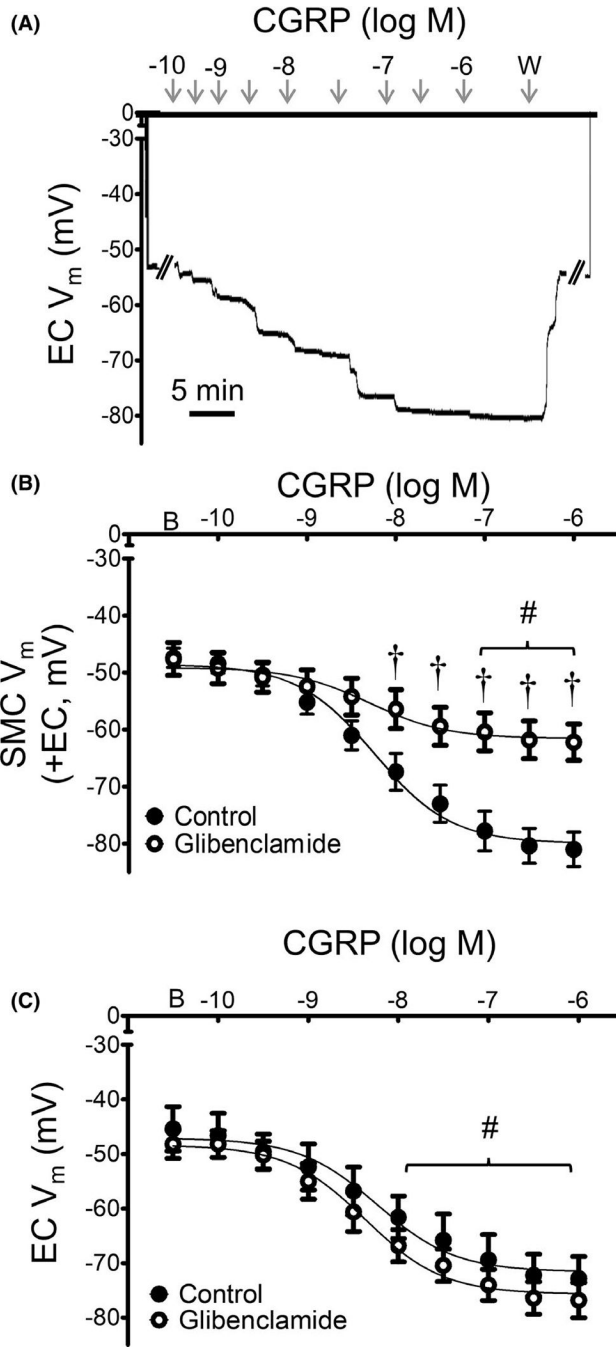 (A)
CGRP (log M)
-10 -9 -8 -7 -6 W
0
-30
-40
-50
-60
-70
-80
EC Vm (mV)
5 min
(B)
CGRP (log M)
B -10 -9 -8 -7 -6
0
-30
-40
-50
-60
-70
-80
SMC Vm
(+EC, mV)
#
† † † † †
Control
Glibenclamide
CGRP (log M)
(C)
B -10 -9 -8 -7 -6
0
-30
-40
-50
-60
-70
-80
EC Vm (mV)
#
Control
Glibenclamide